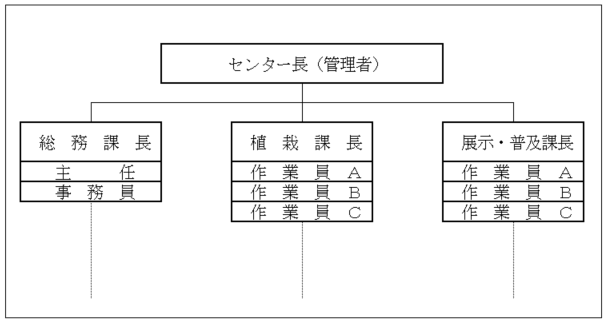 センター長（管理者）
総務課長
主任
事務員
植栽課長
作業員A
作業員B
作業員C
展示・普及課長
作業員A
作業員B
作業員C